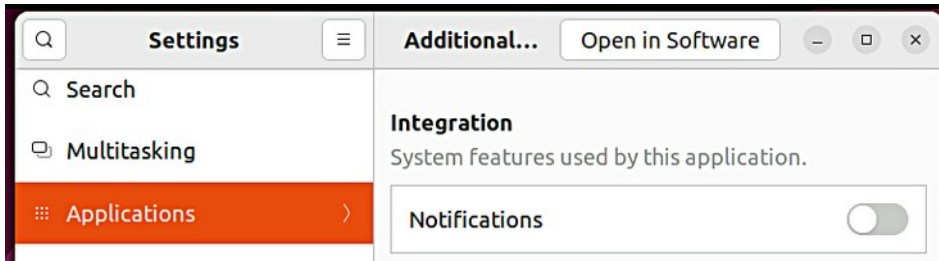 Settings
Additional...
Open in Software
Search
Multitasking
Applications
Integration
System features used by this application.
Notifications